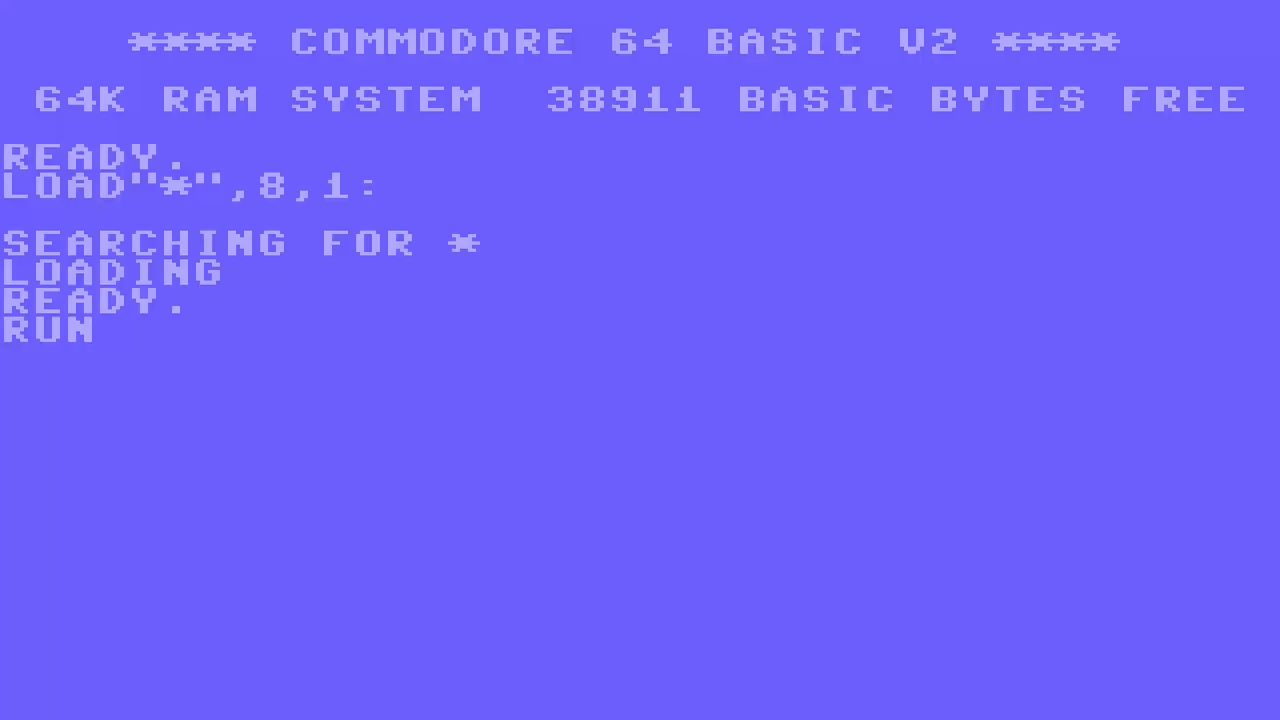 **** COMMODORE 64 BASIC V2 ****
64K RAM SYSTEM  38911 BASIC BYTES FREE
READY.
LOAD"*",8,1:
SEARCHING FOR *
LOADING
READY.
RUN